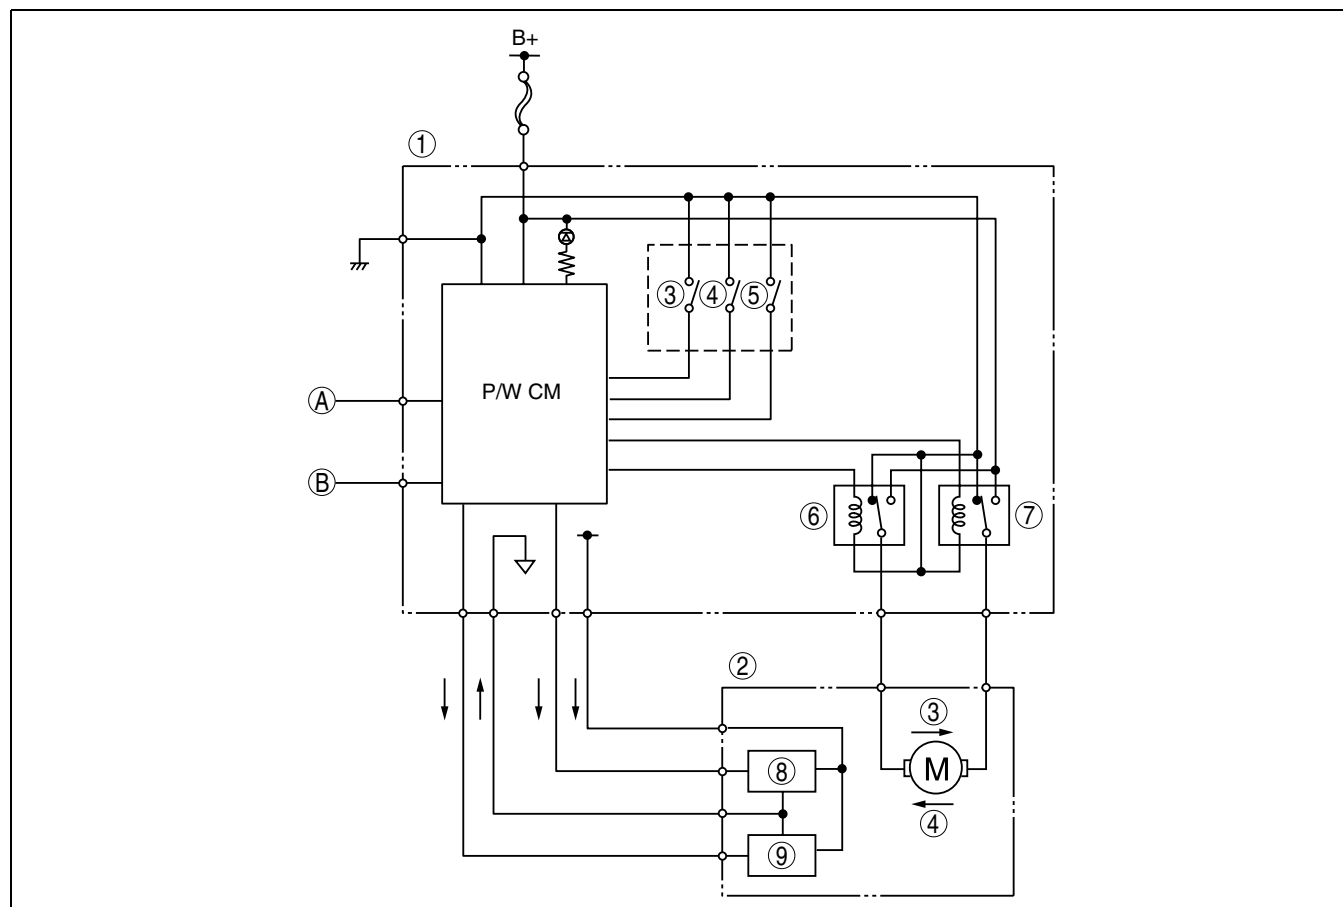 B+
①
③ ④ ⑤
P/W CM
Ⓐ
Ⓑ
⑥ ⑦
②
③
⑧ M
④
⑨